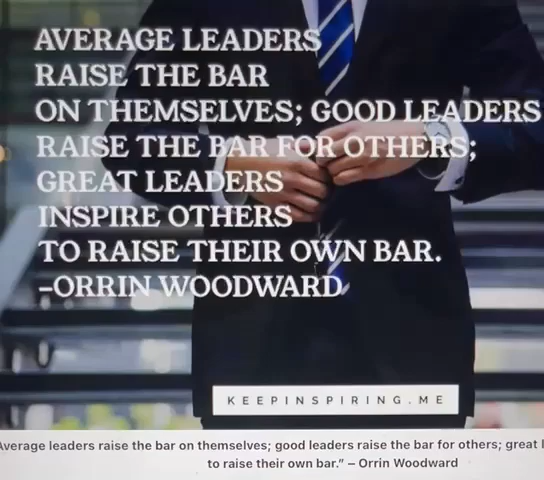 AVERAGE LEADERS
RAISE THE BAR
ON THEMSELVES; GOOD LEADERS
RAISE THE BAR FOR OTHERS;
GREAT LEADERS
INSPIRE OTHERS
TO RAISE THEIR OWN BAR.
–ORRIN WOODWARD
KEEPINSPIRING.ME
Average leaders raise the bar on themselves; good leaders raise the bar for others; great
to raise their own bar.” – Orrin Woodward